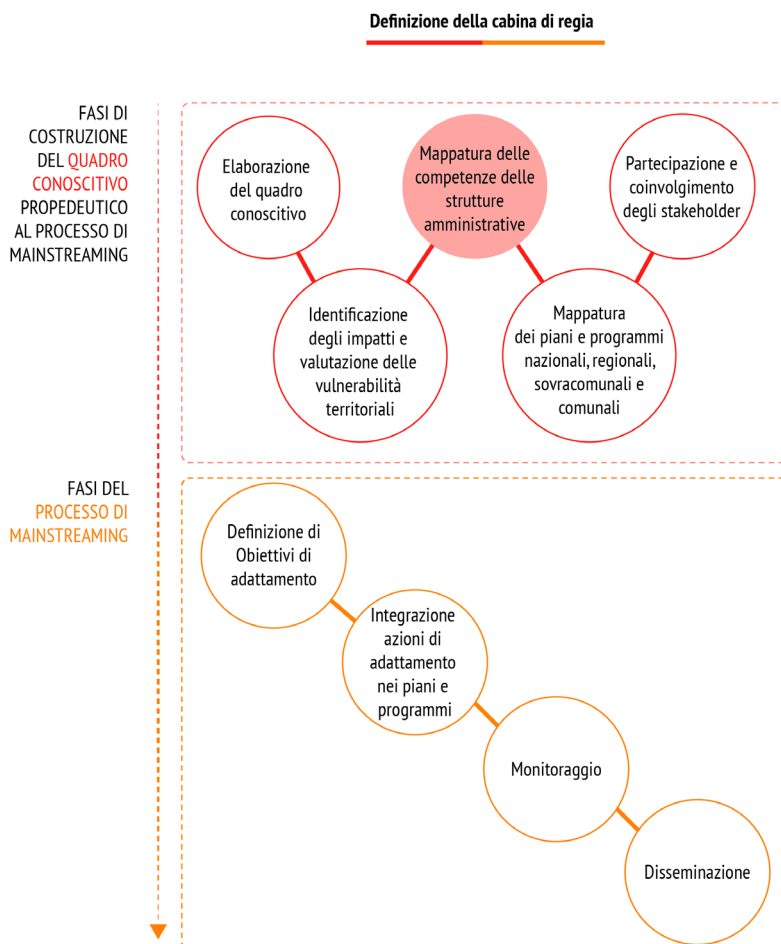 Definizione della cabina di regia
FASI DI
COSTRUZIONE
DEL QUADRO
CONOSCITIVO
PROPEDEUTICO
AL PROCESSO DI
MAINSTREAMING
Elaborazione
del quadro
conoscitivo
Mappatura delle
competenze delle
strutture
amministrative
Partecipazione e
coinvolgimento
degli stakeholder
Identificazione
degli impatti e
valutazione delle
vulnerabilità
territoriali
Mappatura
dei piani e programmi
nazionali, regionali,
sovracomunali e
comunali
FASI DEL
PROCESSO DI
MAINSTREAMING
Definizione di
Obiettivi di
adattamento
Integrazione
azioni di
adattamento
nei piani e
programmi
Monitoraggio
Disseminazione